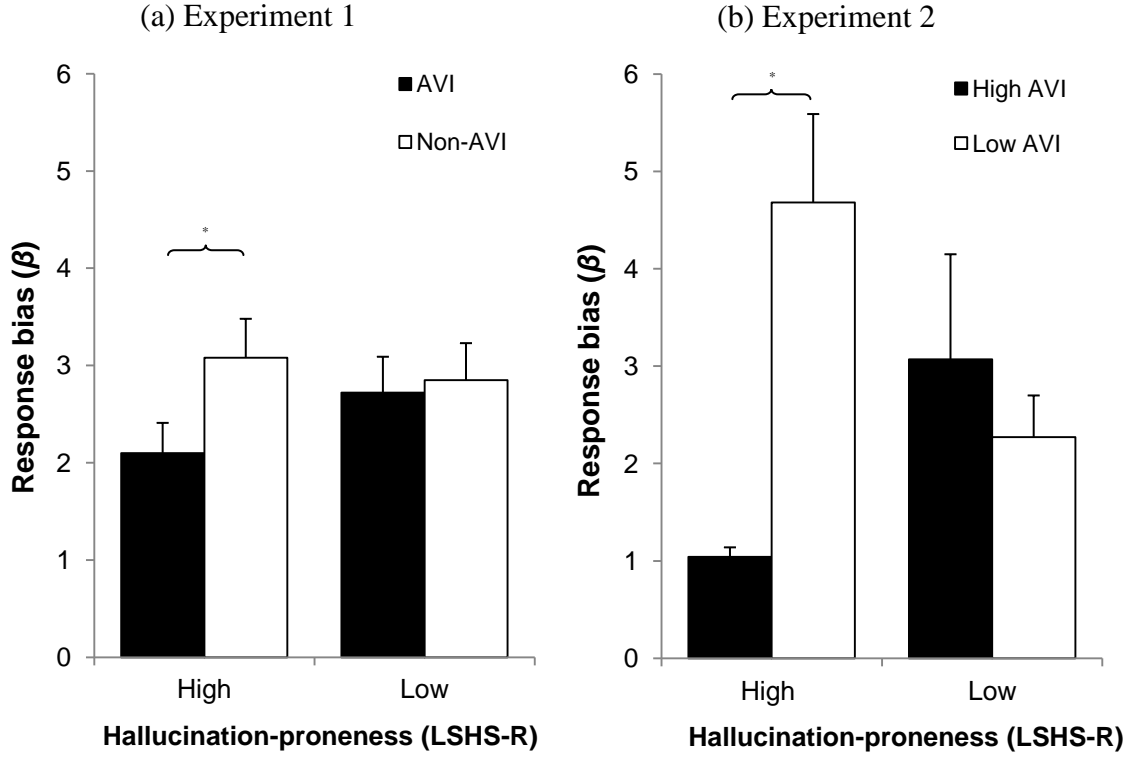 (a) Experiment 1
6
5
4
3
2
1
0
Response bias (β)
AVI
Non-AVI
*
High
Low
Hallucination-proneness (LSHS-R)
(b) Experiment 2
6
5
4
3
2
1
0
Response bias (β)
High AVI
Low AVI
*
High
Low
Hallucination-proneness (LSHS-R)